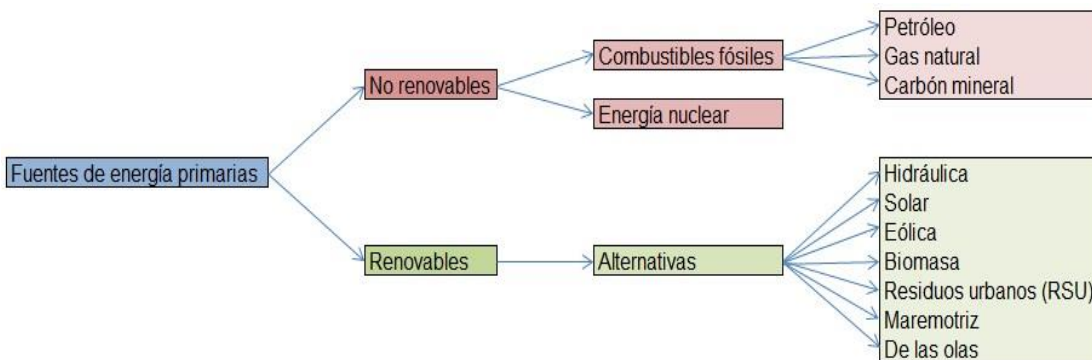 Fuentes de energía primarias
No renovables
Combustibles fósiles
Petróleo
Gas natural
Carbón mineral
Energía nuclear
Renovables
Alternativas
Hidráulica
Solar
Eólica
Biomasa
Residuos urbanos (RSU)
Maremotriz
De las olas